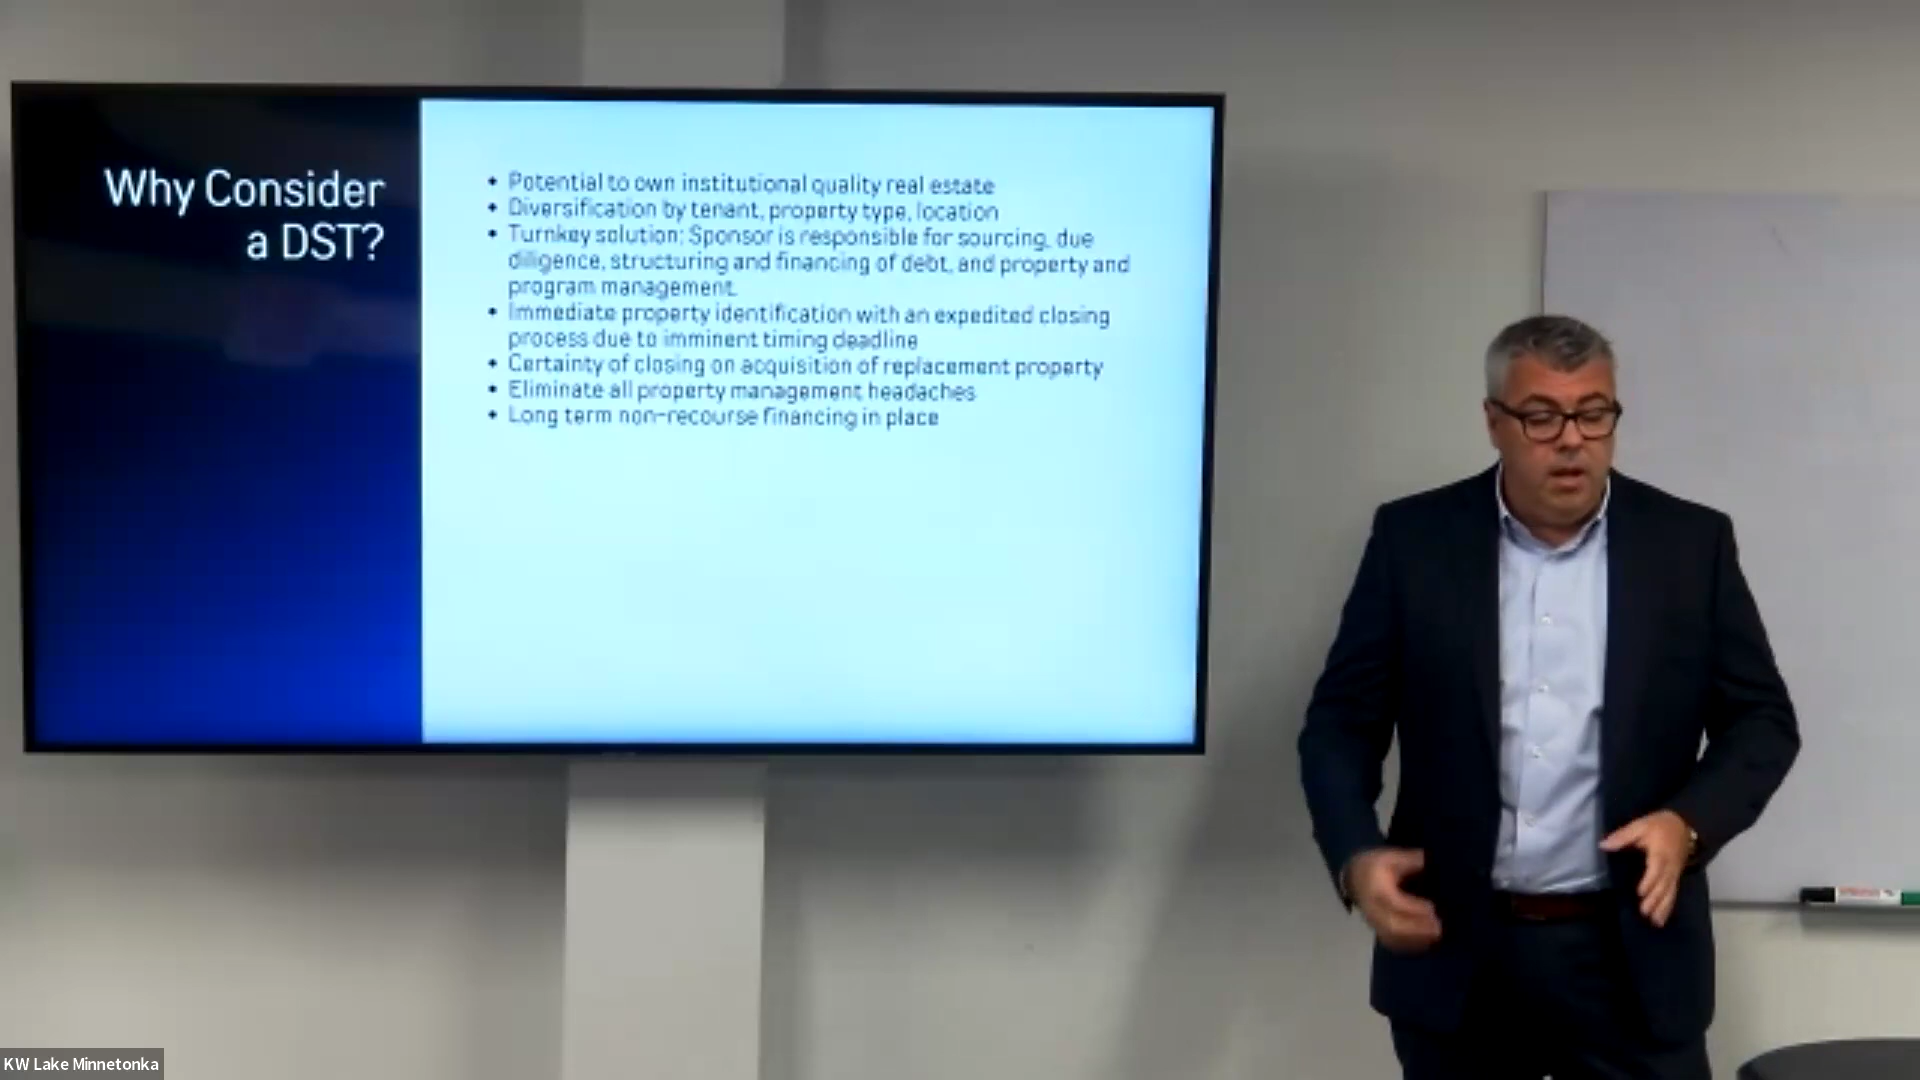 Why Consider
a DST?
• Potential to own institutional quality real estate
• Diversification by tenant, property type, location
• Turnkey solution: Sponsor is responsible for sourcing, due
diligence, structuring and financing of debt, and property and
program management.
• Immediate property identification with an expedited closing
process due to imminent timing deadline
• Certainty of closing on acquisition of replacement property
• Eliminate all property management headaches
• Long term non-recourse financing in place
KW Lake Minnetonka